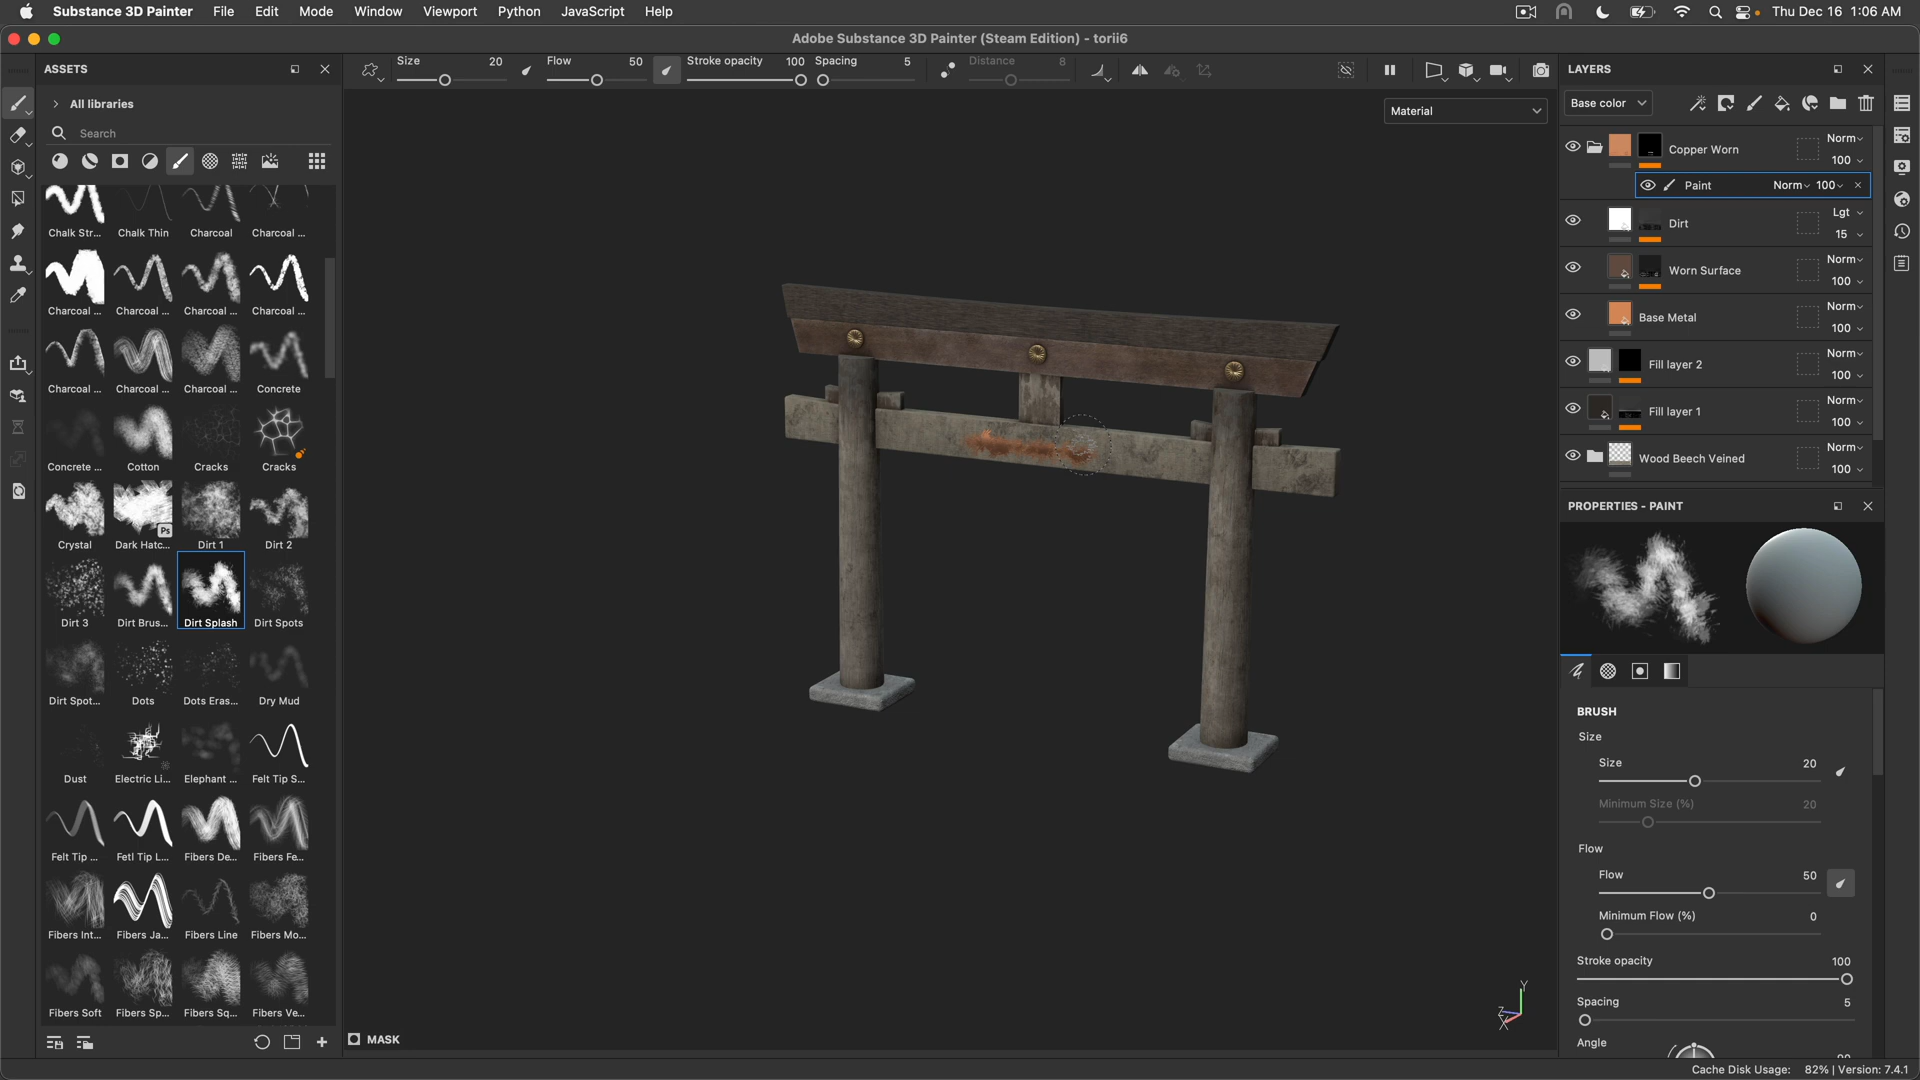 Substance 3D Painter File Edit Mode Window Viewport Python JavaScript Help Thu Dec 16 1:06 AM
Adobe Substance 3D Painter (Steam Edition) - torii6
ASSETS
Size 20 Flow 50 Stroke opacity 100 Spacing 5 Distance 8
All libraries
Search
Chalk Str... Chalk Thin Charcoal Charcoal ...
Charcoal ... Charcoal ... Charcoal ... Charcoal ...
Charcoal ... Charcoal ... Charcoal ... Concrete
Concrete ... Cotton Cracks Cracks
Ps
Crystal Dark Hatc... Dirt 1 Dirt 2
Dirt 3 Dirt Brus... Dirt Splash Dirt Spots
Dirt Spot... Dots Dots Eras... Dry Mud
Dust Electric Li... Elephant ... Felt Tip S...
Felt Tip ... Fetl Tip L... Fibers De... Fibers Fe...
Fibers Int... Fibers Ja... Fibers Line Fibers Mo...
Fibers Soft Fibers Sp... Fibers Sq... Fibers Ve...
Material
Y
Z
X
MASK
LAYERS
Base color
Copper Worn Norm 100
Paint Norm 100
Dirt Lgt 15
Worn Surface Norm 100
Base Metal Norm 100
Fill layer 2 Norm 100
Fill layer 1 Norm 100
Wood Beech Veined Norm 100
PROPERTIES - PAINT
BRUSH
Size
Size 20
Minimum Size (%) 20
Flow
Flow 50
Minimum Flow (%) 0
Stroke opacity 100
Spacing 5
Angle
Cache Disk Usage: 82% | Version: 7.4.1